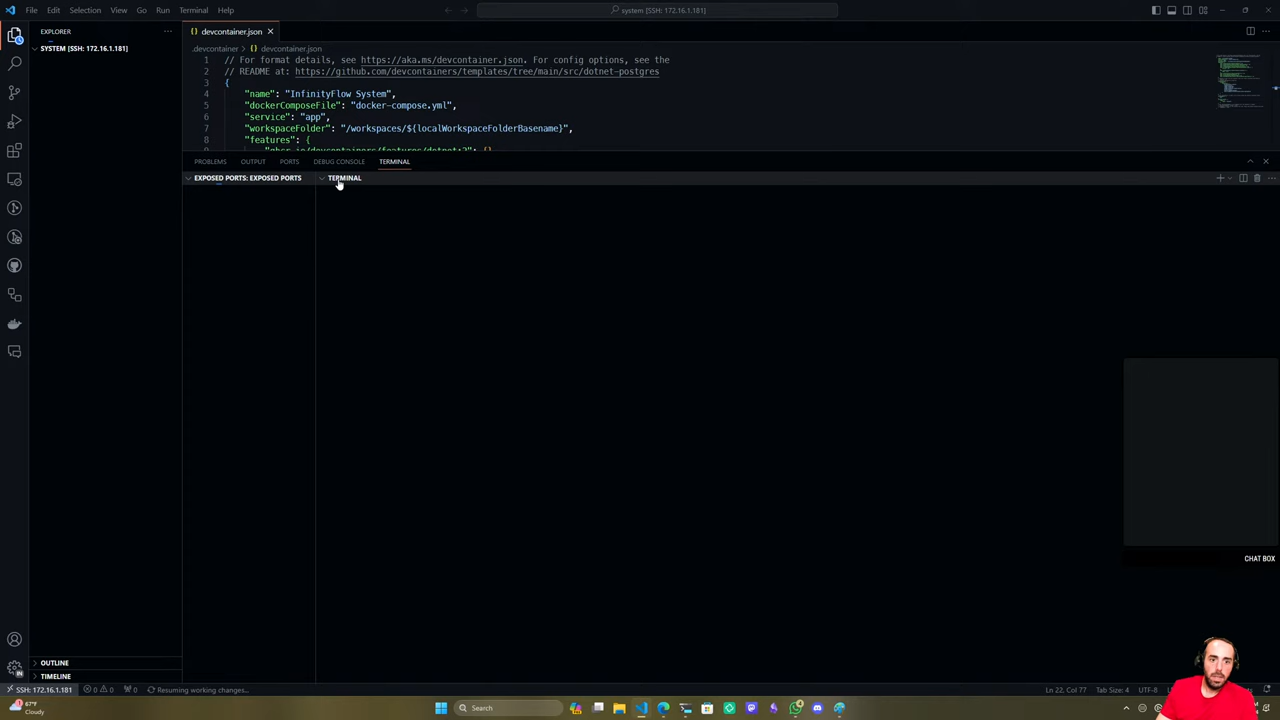 File Edit Selection View Go Run Terminal Help
system [SSH: 172.16.1.181]
EXPLORER
SYSTEM [SSH: 172.16.1.181]
OUTLINE
TIMELINE
{} devcontainer.json
.devcontainer > {} devcontainer.json
1 // For format details, see https://aka.ms/devcontainer.json. For config options, see the
2 // README at: https://github.com/devcontainers/templates/tree/main/src/dotnet-postgres
3 {
4 "name": "InfinityFlow System",
5 "dockerComposeFile": "docker-compose.yml",
6 "service": "app",
7 "workspaceFolder": "/workspaces/${localWorkspaceFolderBasename}",
8 "features": {
PROBLEMS OUTPUT PORTS DEBUG CONSOLE TERMINAL
EXPOSED PORTS: EXPOSED PORTS
TERMINAL
CHAT BOX
SSH: 172.16.1.181 0 0 0 Resuming working changes...
Ln 22, Col 77 Tab Size: 4 UTF-8
67°F
Cloudy
Search